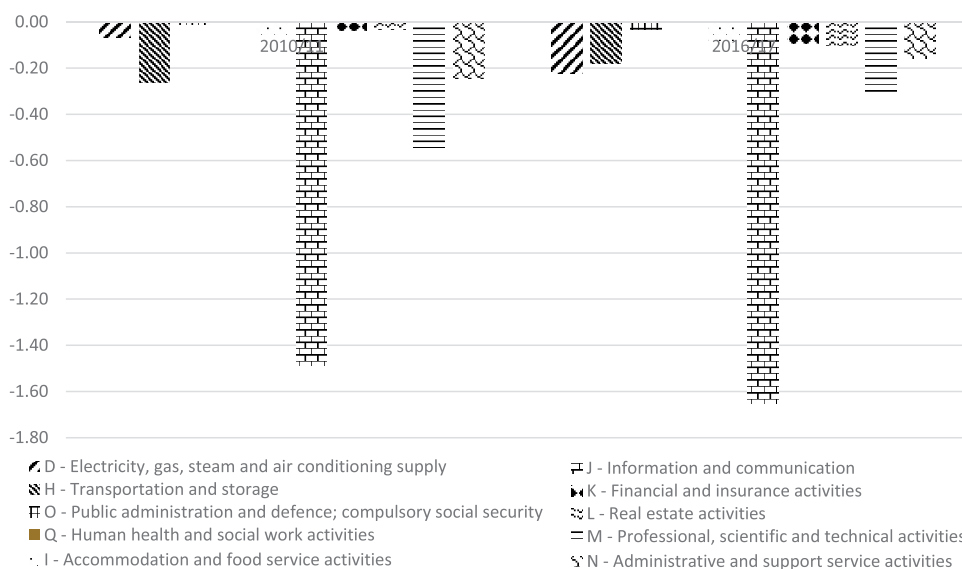 0.00
2010/11
2016/17
-0.20
-0.40
-0.60
-0.80
-1.00
-1.20
-1.40
-1.60
-1.80
D - Electricity, gas, steam and air conditioning supply
H - Transportation and storage
O - Public administration and defence; compulsory social security
Q - Human health and social work activities
I - Accommodation and food service activities
J - Information and communication
K - Financial and insurance activities
L - Real estate activities
M - Professional, scientific and technical activities
N - Administrative and support service activities